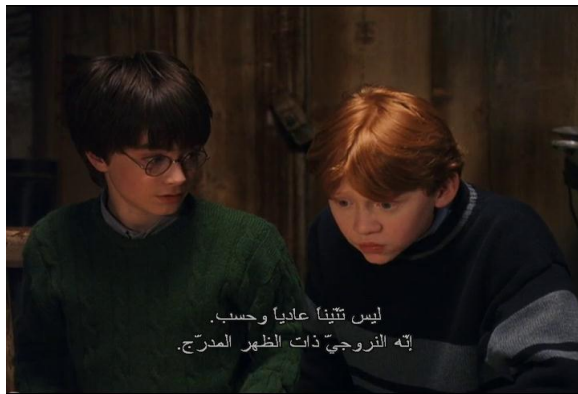 ليس تنّيناً عادياً وحسب.
إنّه النروجيّ ذات الظهر المدرّج.